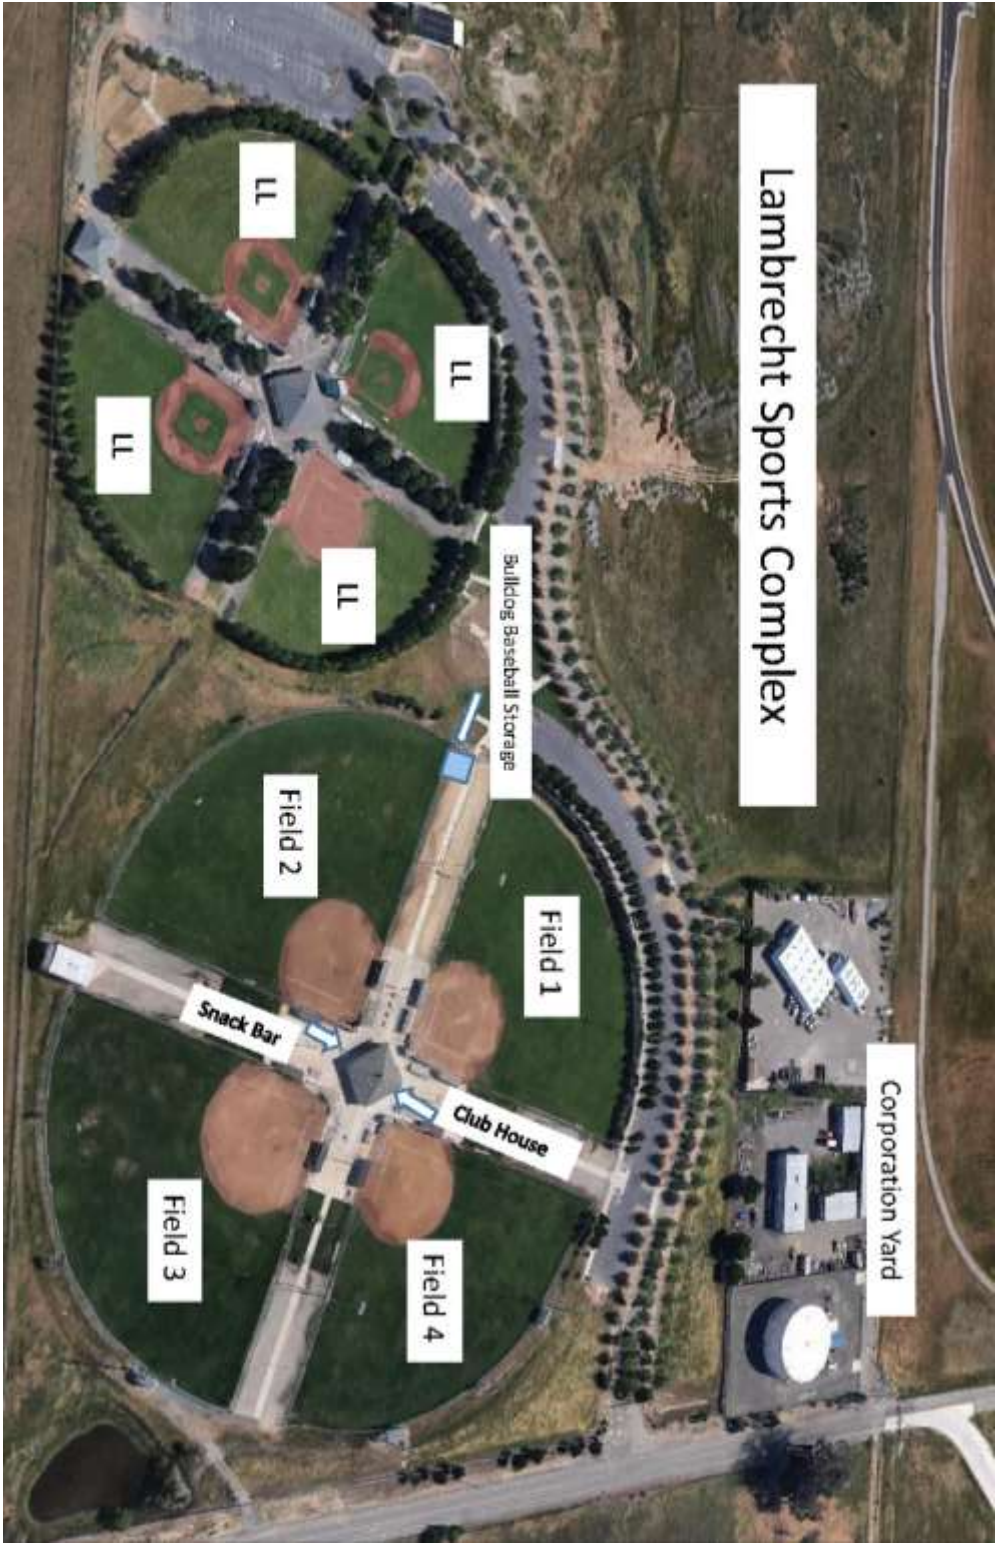 Lambrecht Sports Complex
Corporation Yard
LL
LL
LL
LL
Bulldog Baseball Storage
Field 1
Field 2
Snack Bar
Club House
Field 4
Field 3